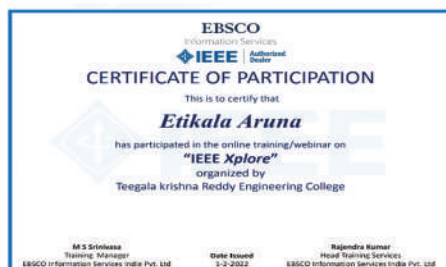 EBSCO
Information Services
IEEE Authorized Dealer
CERTIFICATE OF PARTICIPATION
This is to certify that
Etikala Aruna
has participated in the online training/webinar on
"IEEE Xplore"
organized by
Teegala krishna Reddy Engineering College
M S Srinivasa
Training Manager
EBSCO Information Services India Pvt. Ltd
Date Issued
1-2-2022
Rajendra Kumar
Head Training Services
EBSCO Information Services India Pvt. Ltd